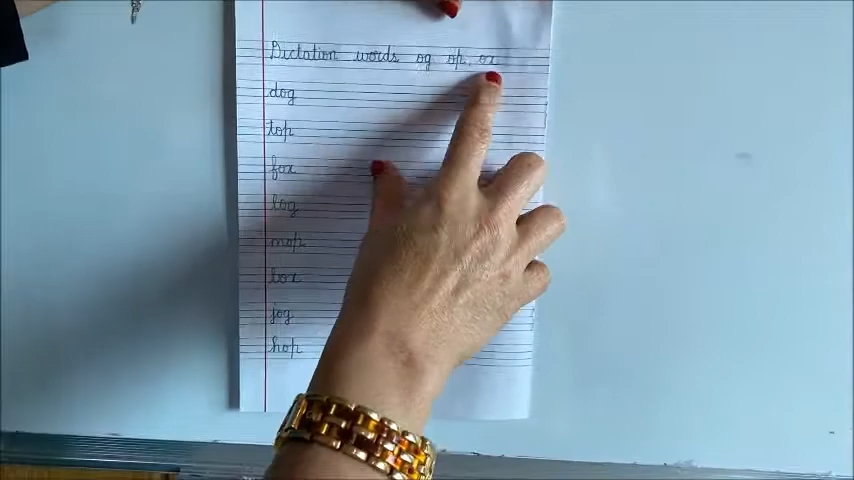 Dictation words og op. ox
dog
top
fox
log
mop
box
jog
hop